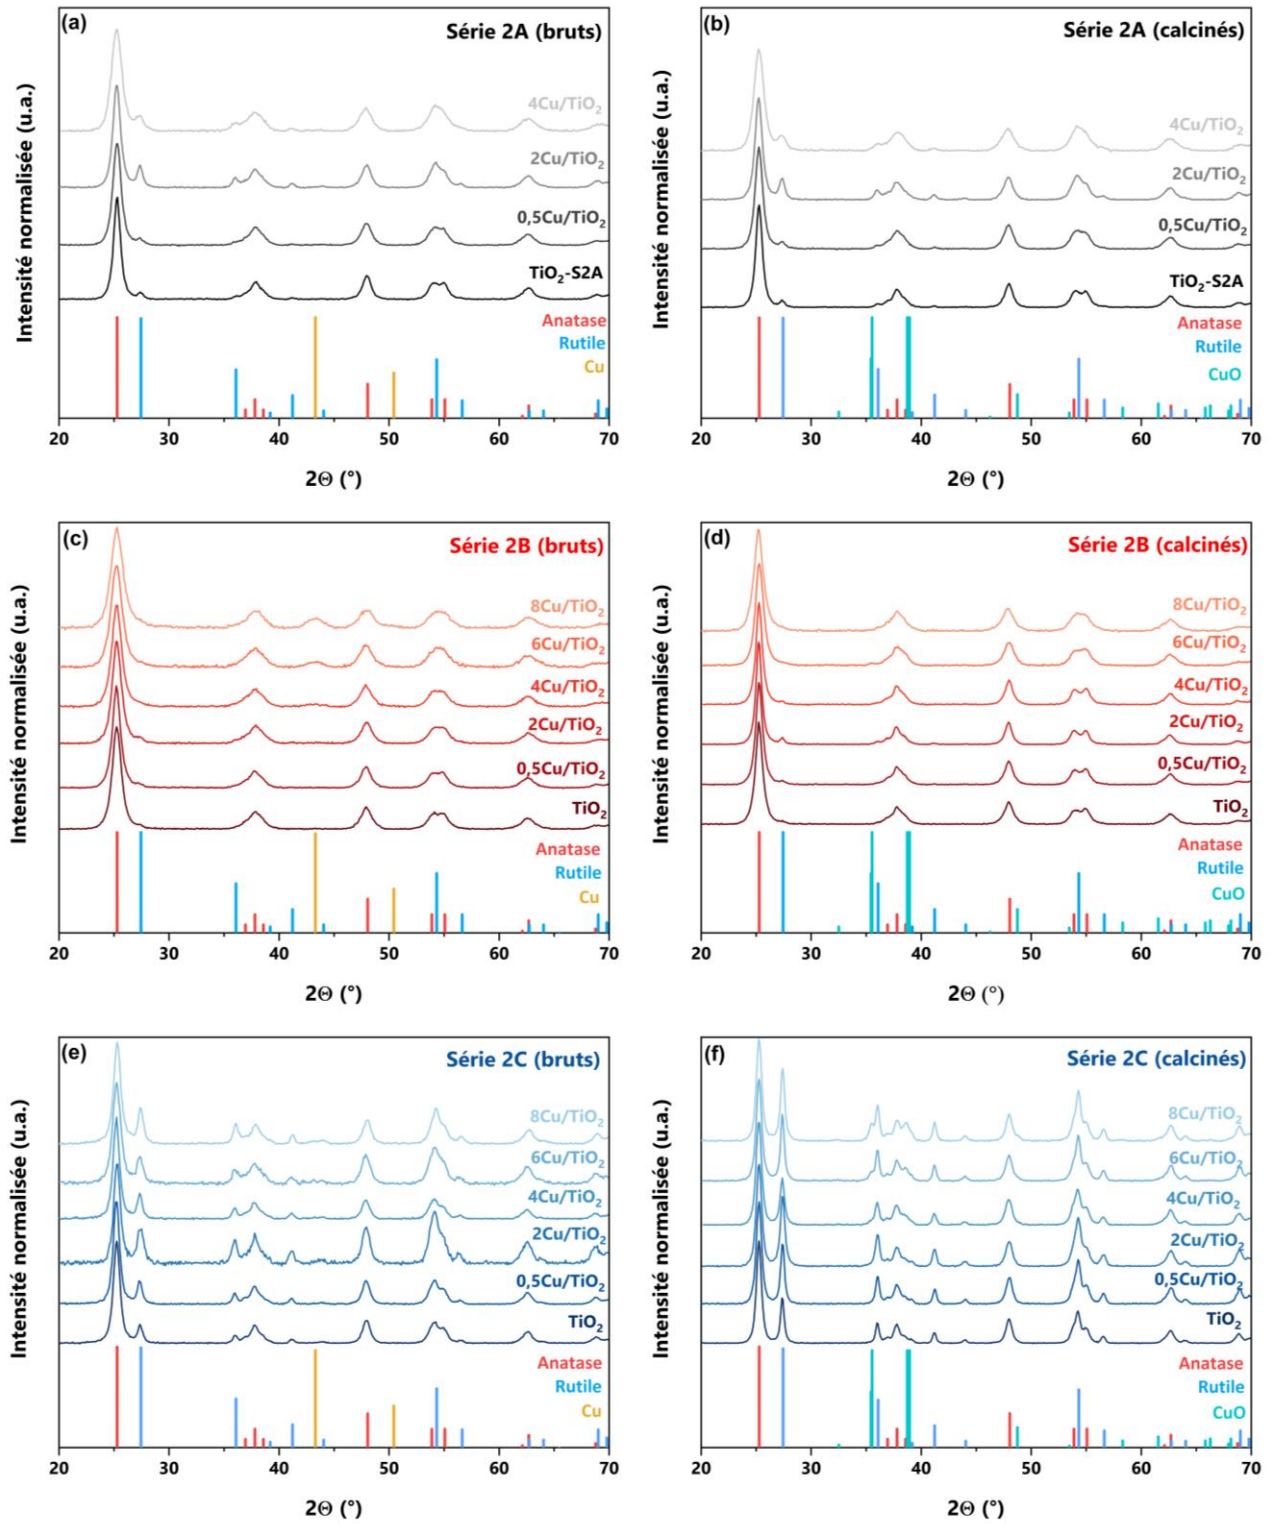 (a)
Série 2A (bruts)
Intensité normalisée (u.a.)
4Cu/TiO₂
2Cu/TiO₂
0,5Cu/TiO₂
TiO₂-S2A
Anatase
Rutile
Cu
20 30 40 50 60 70
2Θ (°)
(b)
Série 2A (calcinés)
Intensité normalisée (u.a.)
4Cu/TiO₂
2Cu/TiO₂
0,5Cu/TiO₂
TiO₂-S2A
Anatase
Rutile
CuO
20 30 40 50 60 70
2Θ (°)
(c)
Série 2B (bruts)
Intensité normalisée (u.a.)
8Cu/TiO₂
6Cu/TiO₂
4Cu/TiO₂
2Cu/TiO₂
0,5Cu/TiO₂
TiO₂
Anatase
Rutile
Cu
20 30 40 50 60 70
2Θ (°)
(d)
Série 2B (calcinés)
Intensité normalisée (u.a.)
8Cu/TiO₂
6Cu/TiO₂
4Cu/TiO₂
2Cu/TiO₂
0,5Cu/TiO₂
TiO₂
Anatase
Rutile
CuO
20 30 40 50 60 70
2Θ (°)
(e)
Série 2C (bruts)
Intensité normalisée (u.a.)
8Cu/TiO₂
6Cu/TiO₂
4Cu/TiO₂
2Cu/TiO₂
0,5Cu/TiO₂
TiO₂
Anatase
Rutile
Cu
20 30 40 50 60 70
2Θ (°)
(f)
Série 2C (calcinés)
Intensité normalisée (u.a.)
8Cu/TiO₂
6Cu/TiO₂
4Cu/TiO₂
2Cu/TiO₂
0,5Cu/TiO₂
TiO₂
Anatase
Rutile
CuO
20 30 40 50 60 70
2Θ (°)